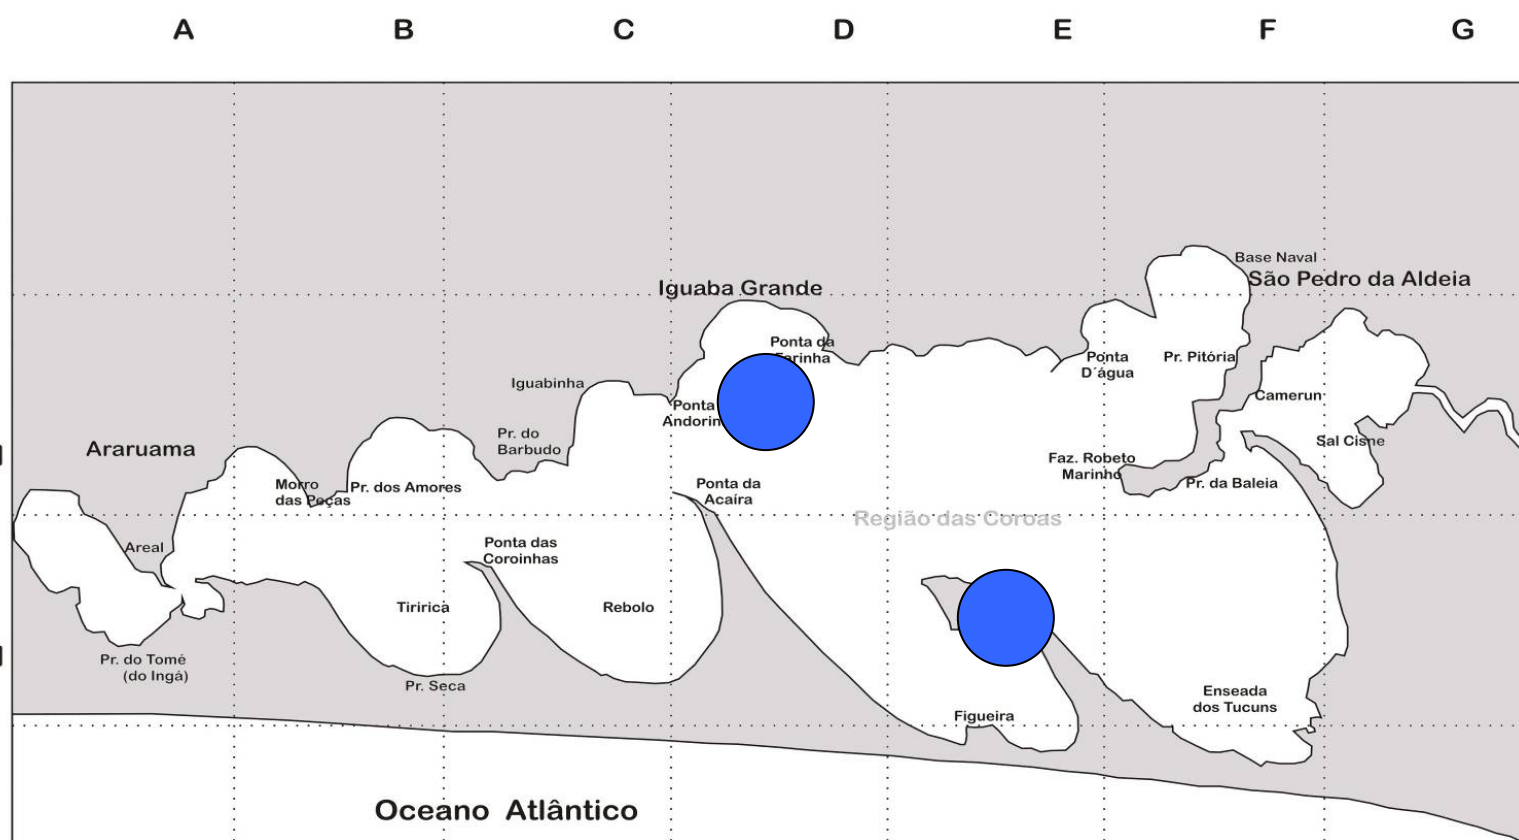 A B C D E F G
Base Naval
São Pedro da Aldeia
Iguaba Grande
Ponta da
Farinha
Ponta
D´água
Pr. Pitória
Iguabinha
Camerun
Ponta
Pr. do
Barbudo
Sal Cisne
Araruama
Faz. Robeto
Marinho
Morro
das Peças
Pr. dos Amores
Ponta da
Acaíra
Pr. da Baleia
Região das Coroas
Areal
Ponta das
Coroinhas
Tiririca
Rebolo
Pr. do Tomé
(do Ingá)
Pr. Seca
Enseada
dos Tucuns
Figueira
Oceano Atlântico